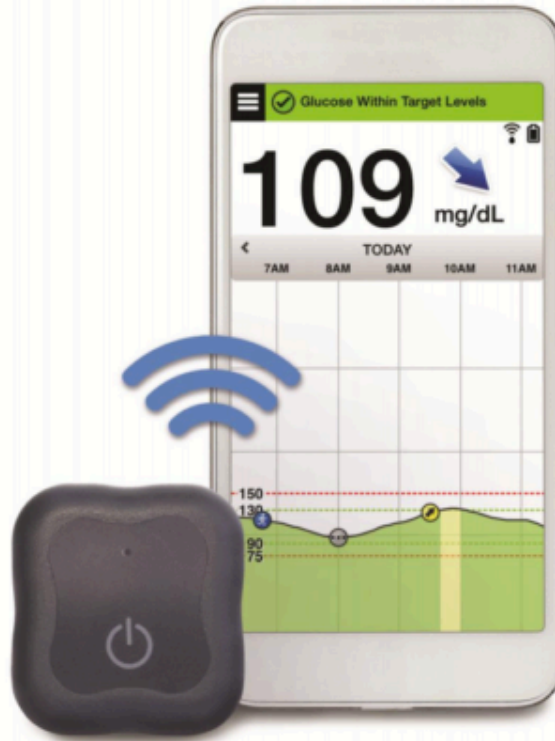 Glucose Within Target Levels
109
mg/dL
TODAY
7AM 8AM 9AM 10AM 11AM
150
130
90
75